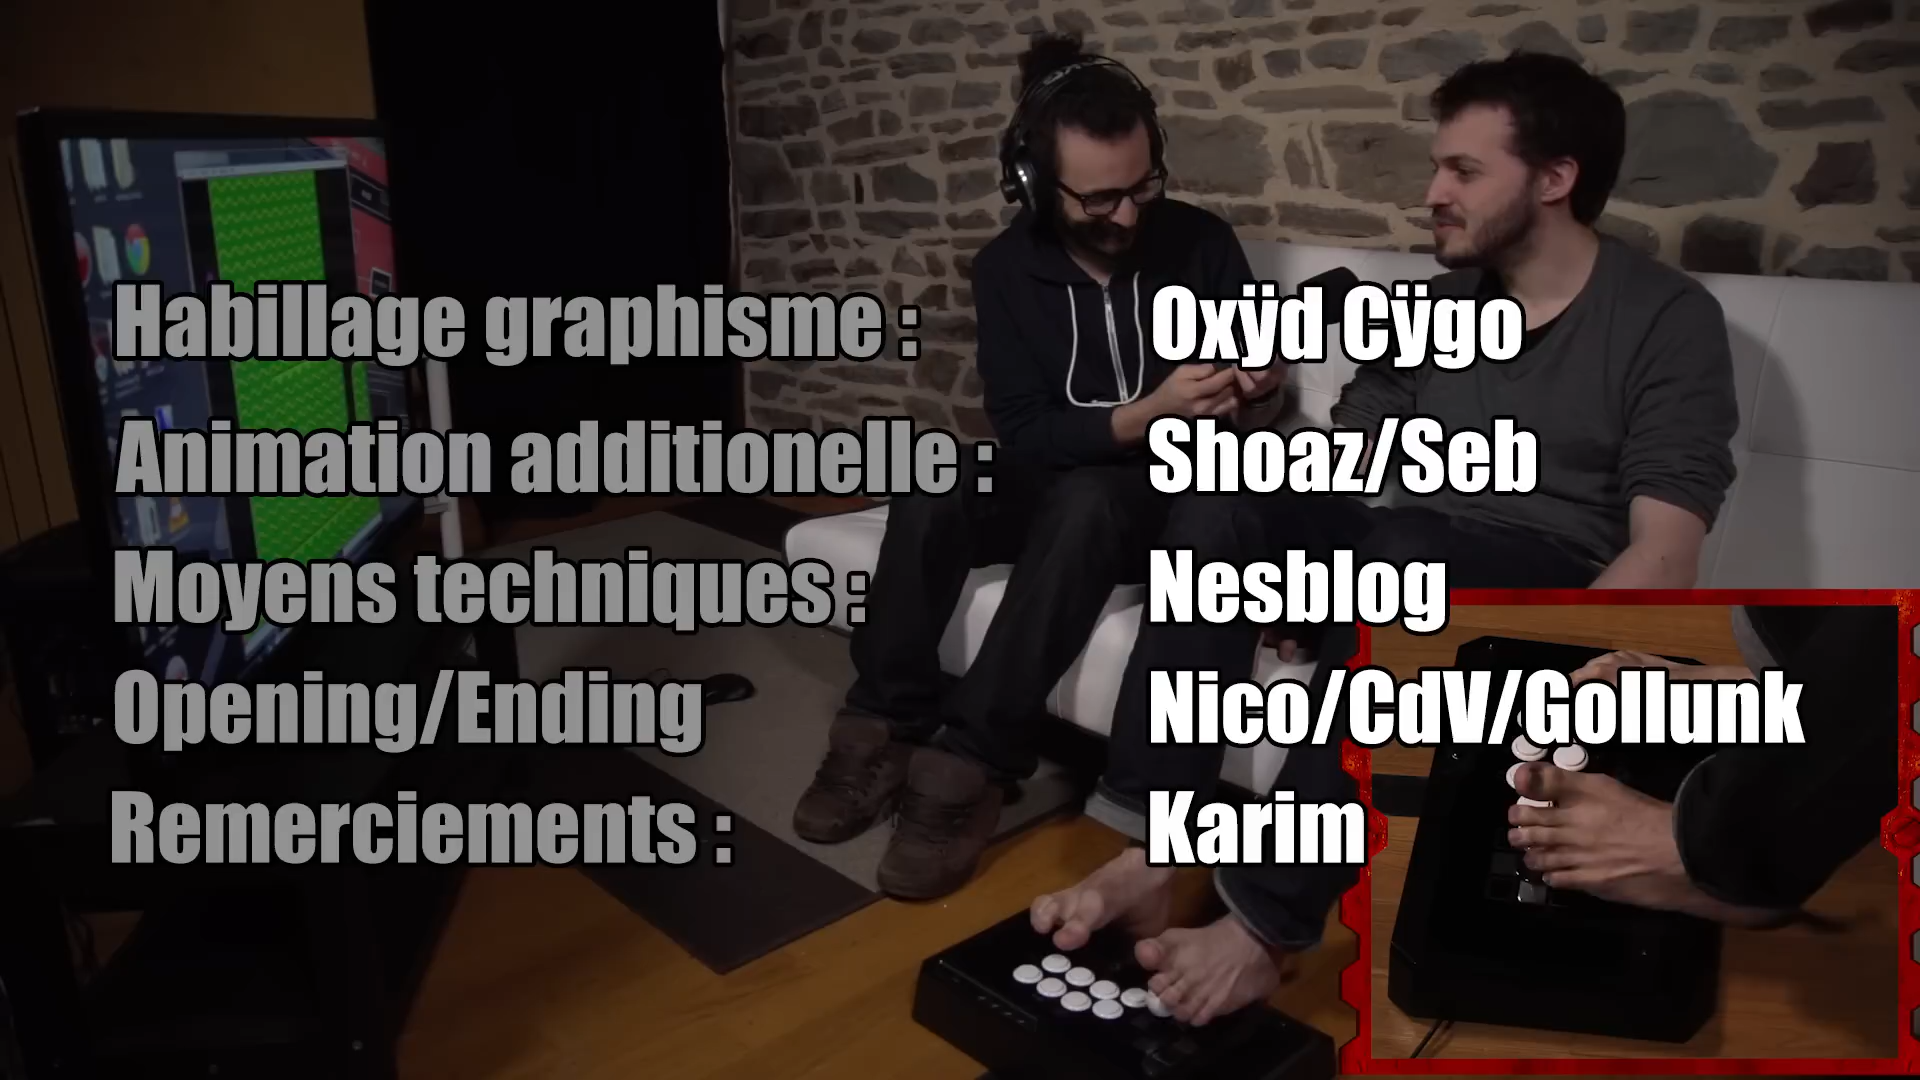 Habillage graphisme : Oxÿd Cÿgo
Animation additionelle : Shoaz/Seb
Moyens techniques : Nesblog
Opening/Ending Nico/CdV/Gollunk
Remerciements : Karim